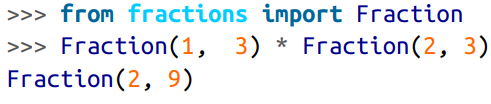 >>> from fractions import Fraction
>>> Fraction(1,  3) * Fraction(2, 3)
Fraction(2, 9)